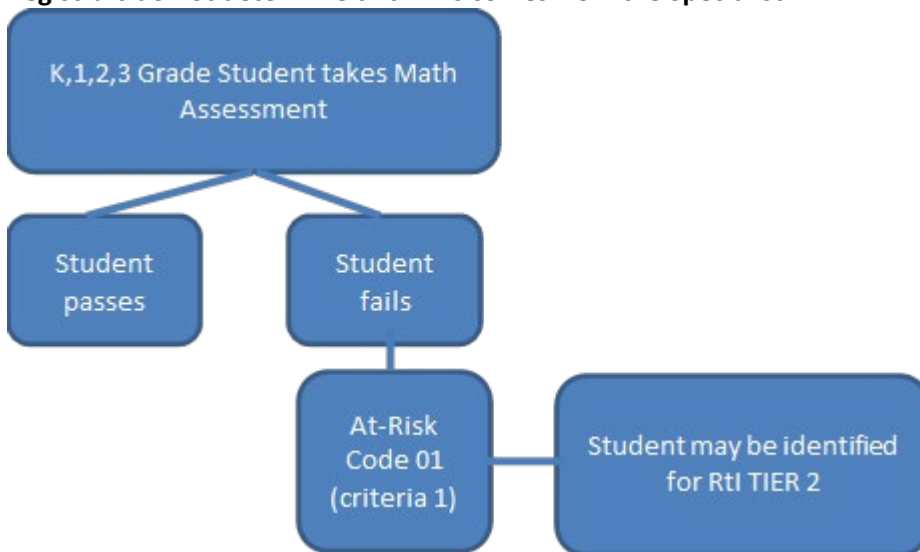 K,1,2,3 Grade Student takes Math
Assessment
Student
passes
Student
fails
At-Risk
Code 01
(criteria 1)
Student may be identified
for RtI TIER 2